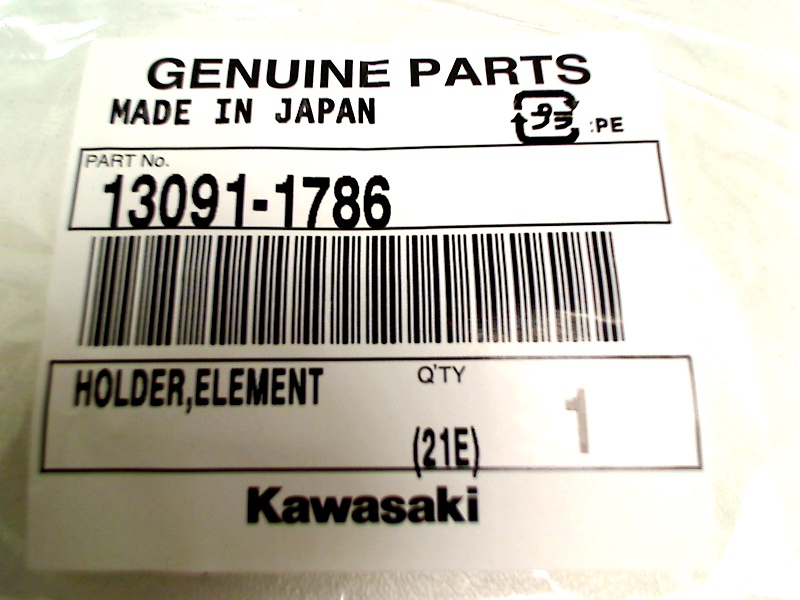 GENUINE PARTS
MADE IN JAPAN
プラ :PE
PART No.
13091-1786
HOLDER,ELEMENT Q'TY
(21E) 1
Kawasaki